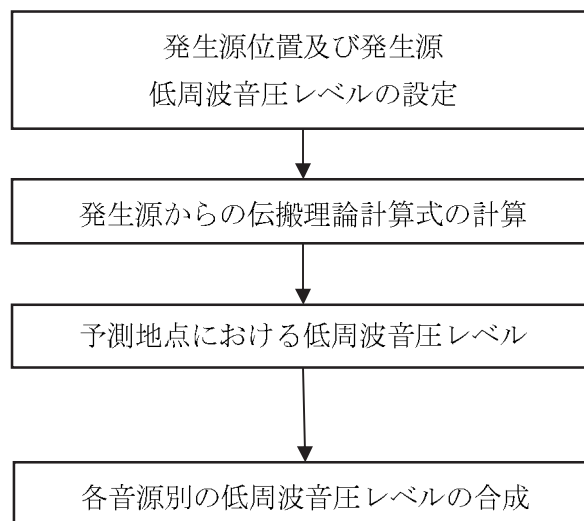 発生源位置及び発生源
低周波音圧レベルの設定
発生源からの伝搬理論計算式の計算
予測地点における低周波音圧レベル
各音源別の低周波音圧レベルの合成